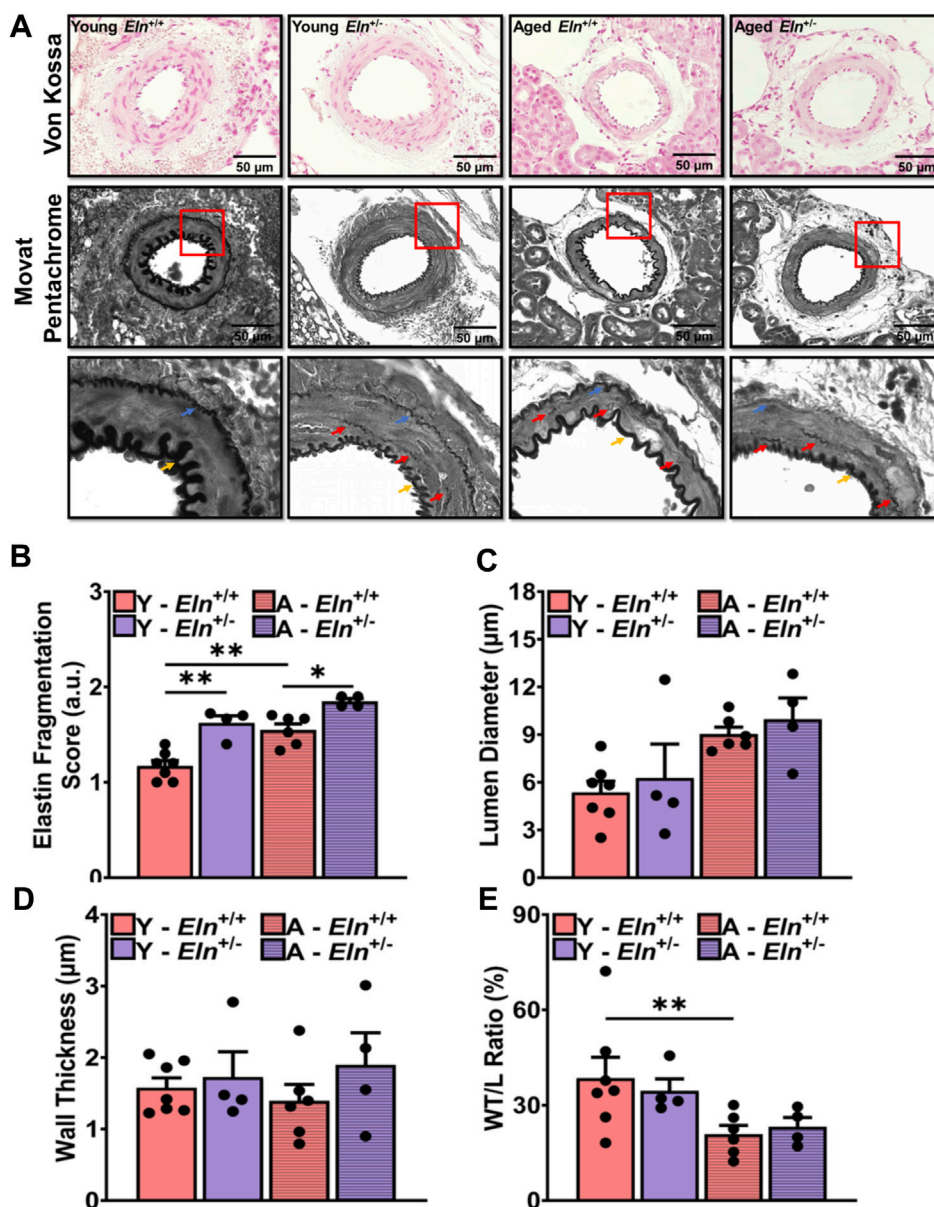 A
Von Kossa
Young Eln+/+
Young Eln+/-
Aged Eln+/+
Aged Eln+/-
50 µm
50 µm
50 µm
50 µm
Movat
Pentachrome
50 µm
50 µm
50 µm
50 µm
B
Elastin Fragmentation
Score (a.u.)
3
2
1
0
Y - Eln+/+
A - Eln+/+
Y - Eln+/-
A - Eln+/-
**
**
*
C
Lumen Diameter (µm)
18
15
12
9
6
3
0
Y - Eln+/+
A - Eln+/+
Y - Eln+/-
A - Eln+/-
D
Wall Thickness (µm)
4
3
2
1
0
Y - Eln+/+
A - Eln+/+
Y - Eln+/-
A - Eln+/-
E
WT/L Ratio (%)
90
60
30
0
Y - Eln+/+
A - Eln+/+
Y - Eln+/-
A - Eln+/-
**